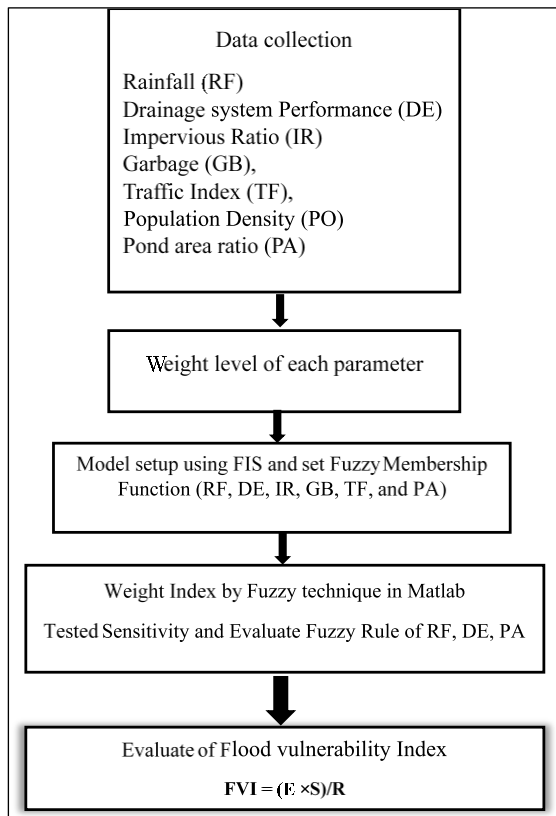 Data collection
Rainfall (RF)
Drainage system Performance (DE)
Impervious Ratio (IR)
Garbage (GB),
Traffic Index (TF),
Population Density (PO)
Pond area ratio (PA)
Weight level of each parameter
Model setup using FIS and set Fuzzy Membership
Function (RF, DE, IR, GB, TF, and PA)
Weight Index by Fuzzy technique in Matlab
Tested Sensitivity and Evaluate Fuzzy Rule of RF, DE, PA
Evaluate of Flood vulnerability Index
FVI = (E ×S)/R